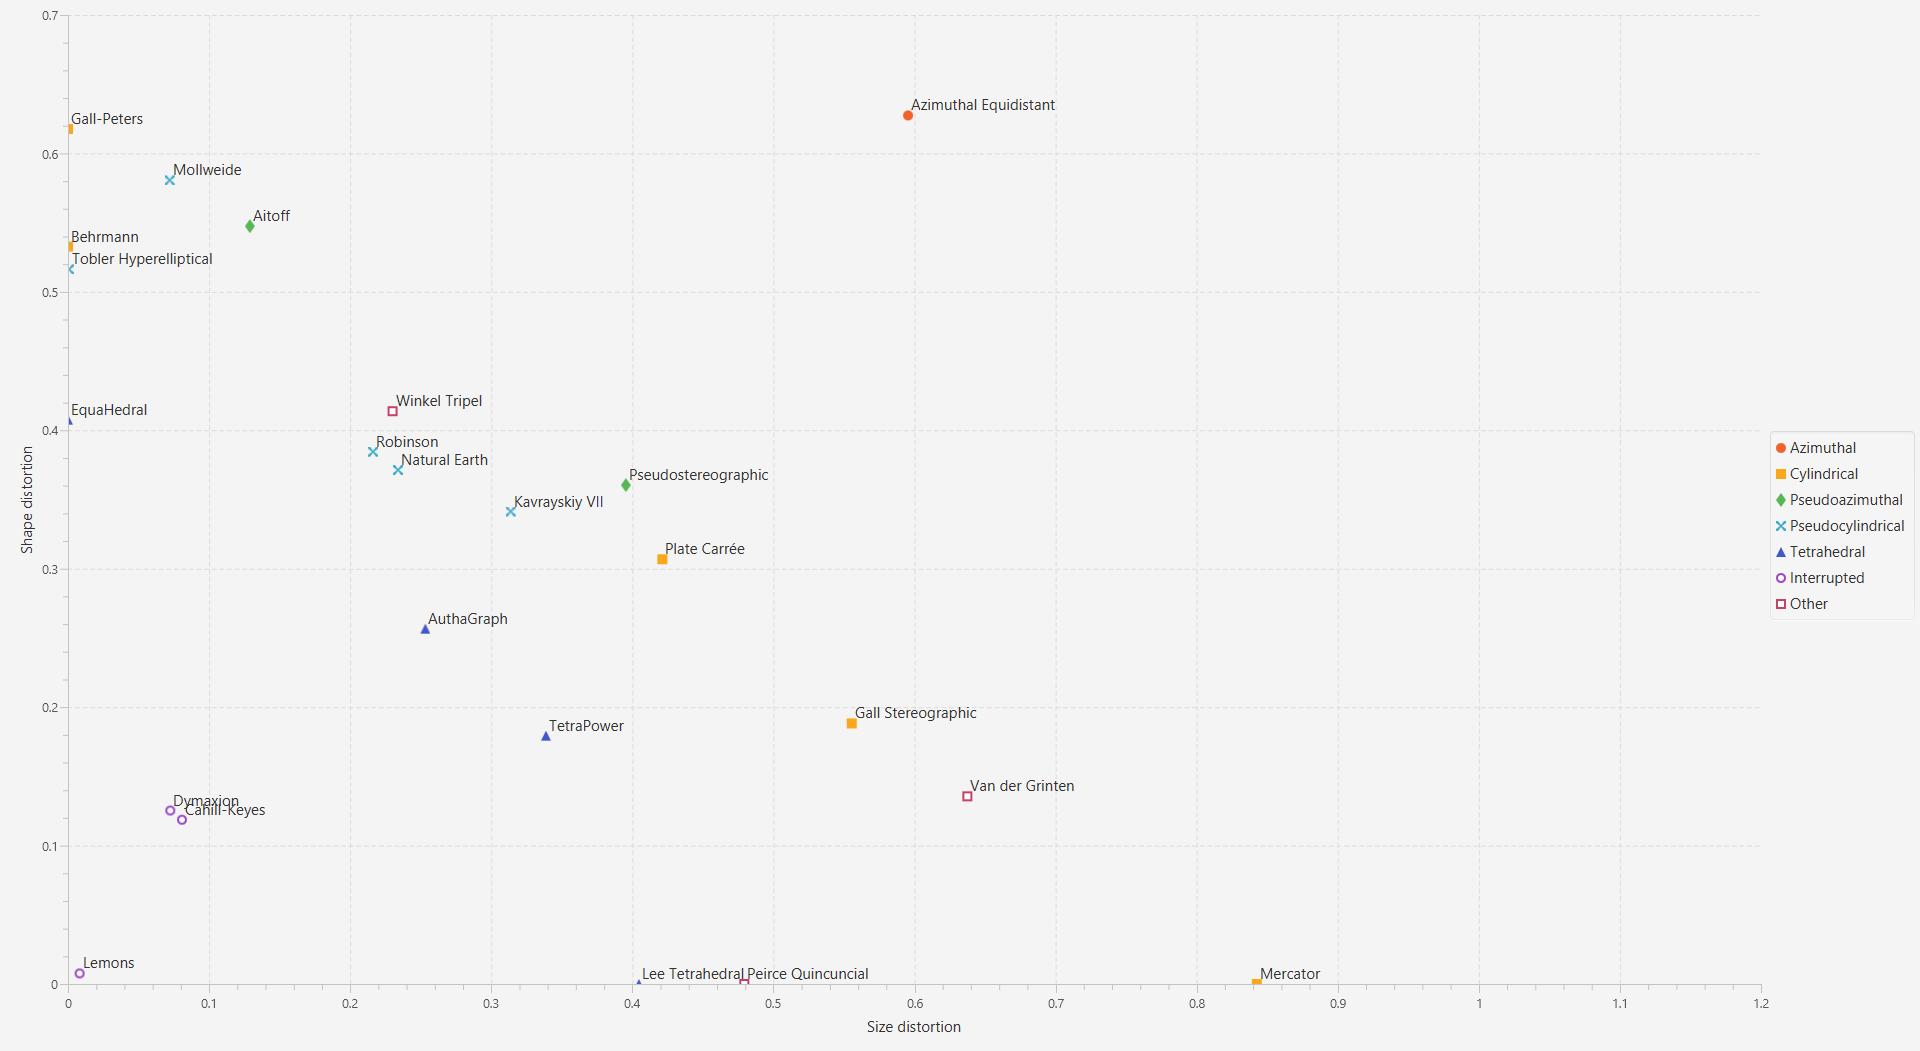 0.7
Azimuthal Equidistant
Gall-Peters
0.6
Mollweide
Aitoff
Behrmann
Tobler Hyperelliptical
0.5
Winkel Tripel
EquaHedral
0.4
Robinson
Natural Earth
Pseudostereographic
Kavrayskiy VII
Plate Carrée
0.3
AuthaGraph
Gall Stereographic
0.2
TetraPower
Van der Grinten
Dymaxion
Cahill-Keyes
0.1
Lemons
Lee Tetrahedral
Peirce Quincuncial
Mercator
0
Shape distortion
0 0.1 0.2 0.3 0.4 0.5 0.6 0.7 0.8 0.9 1 1.1 1.2
Size distortion
Azimuthal
Cylindrical
Pseudoazimuthal
Pseudocylindrical
Tetrahedral
Interrupted
Other